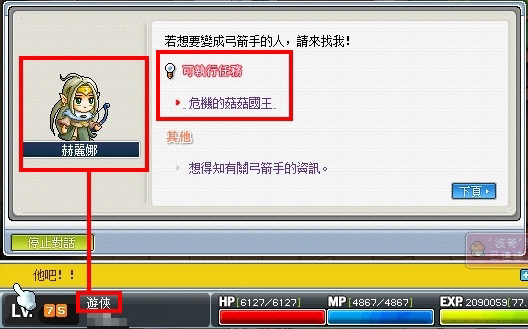 若想要變成弓箭手的人，請來找我！
可執行任務
危機的菇菇國王
赫麗娜
其他
想得知有關弓箭手的資訊。
下頁
停止對話
他吧！！
LV. 75 遊俠
HP[6127/6127] MP[4867/4867] EXP. 2090059[77.